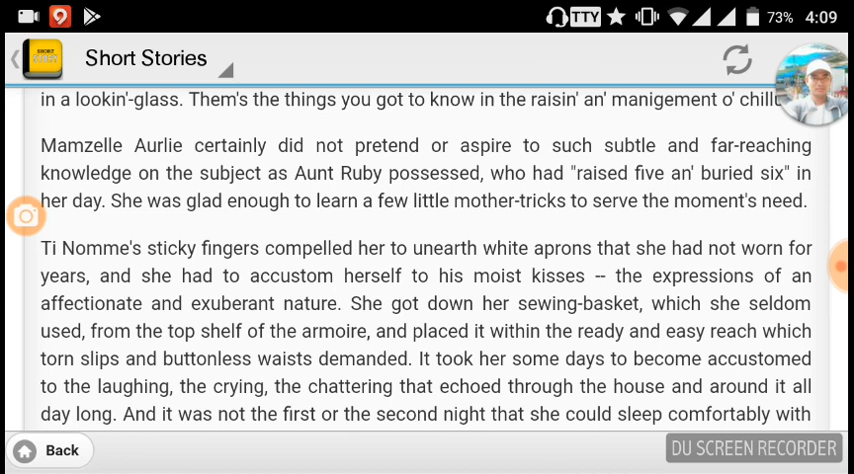 TTY 73% 4:09
SHORT
Short Stories
in a lookin'-glass. Them's the things you got to know in the raisin' an' manigement o' chillu
Mamzelle Aurlie certainly did not pretend or aspire to such subtle and far-reaching
knowledge on the subject as Aunt Ruby possessed, who had "raised five an' buried six" in
her day. She was glad enough to learn a few little mother-tricks to serve the moment's need.
Ti Nomme's sticky fingers compelled her to unearth white aprons that she had not worn for
years, and she had to accustom herself to his moist kisses -- the expressions of an
affectionate and exuberant nature. She got down her sewing-basket, which she seldom
used, from the top shelf of the armoire, and placed it within the ready and easy reach which
torn slips and buttonless waists demanded. It took her some days to become accustomed
to the laughing, the crying, the chattering that echoed through the house and around it all
day long. And it was not the first or the second night that she could sleep comfortably with
Back
DU SCREEN RECORDER